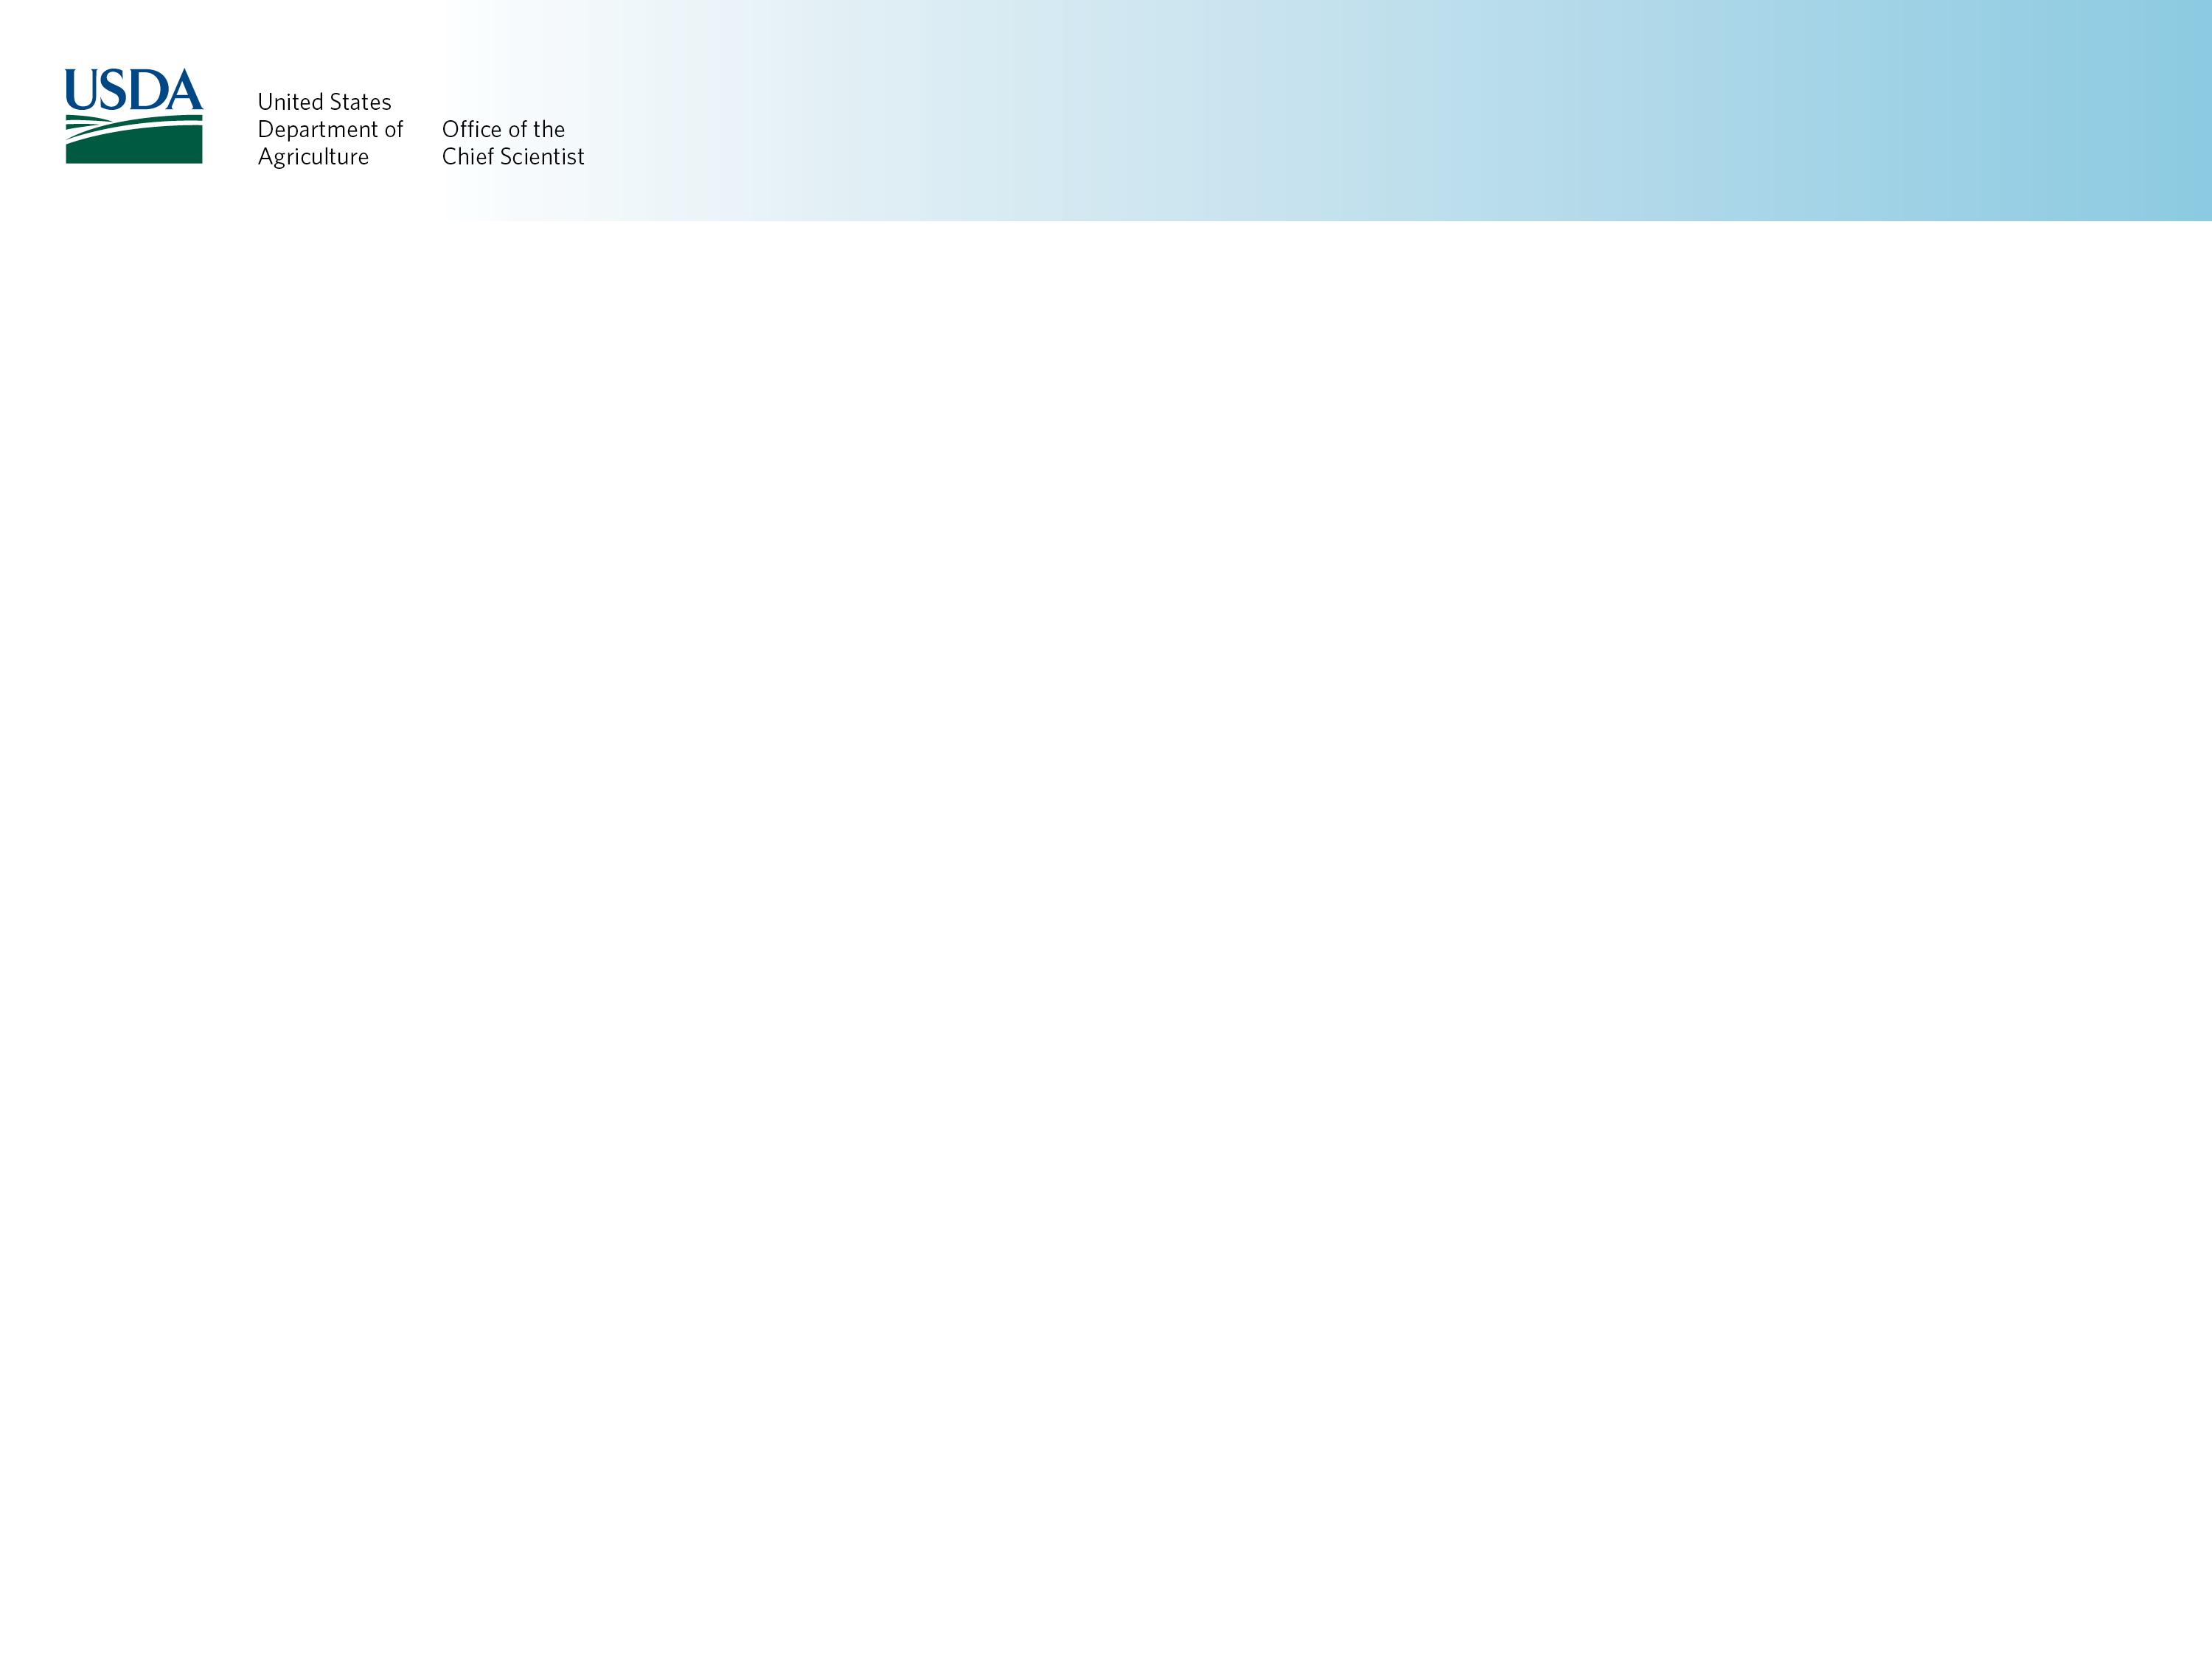 USDA
United States
Department of
Agriculture
Office of the
Chief Scientist